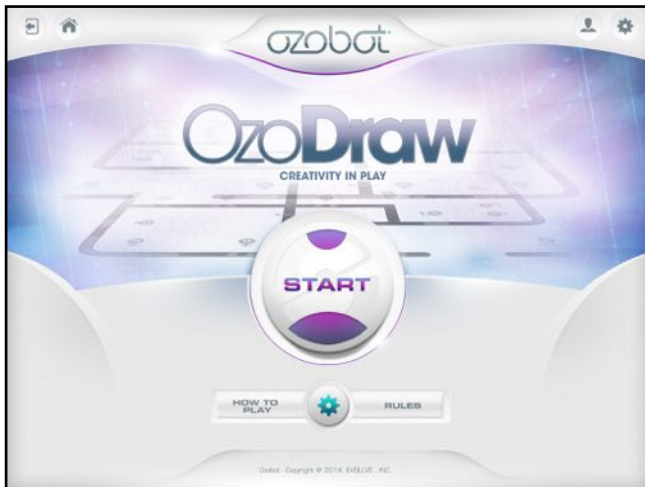 ozobot
OzoDraw
CREATIVITY IN PLAY
START
HOW TO
PLAY
RULES
Ozobot - Copyright © 2014, EVOLLVE, INC.